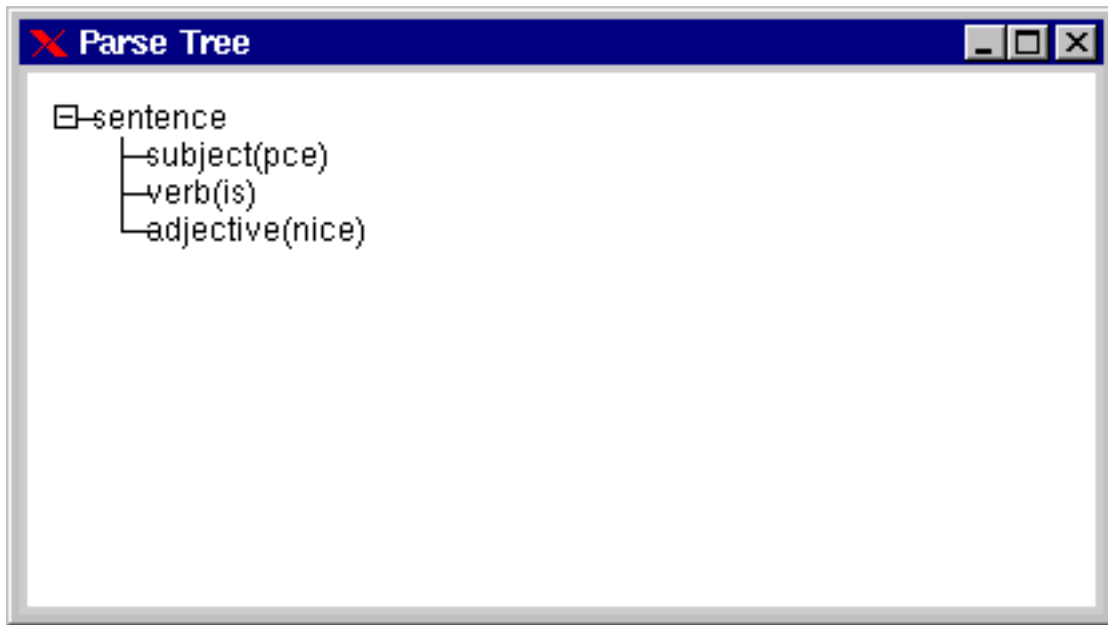 Parse Tree
sentence
subject(pce)
verb(is)
adjective(nice)